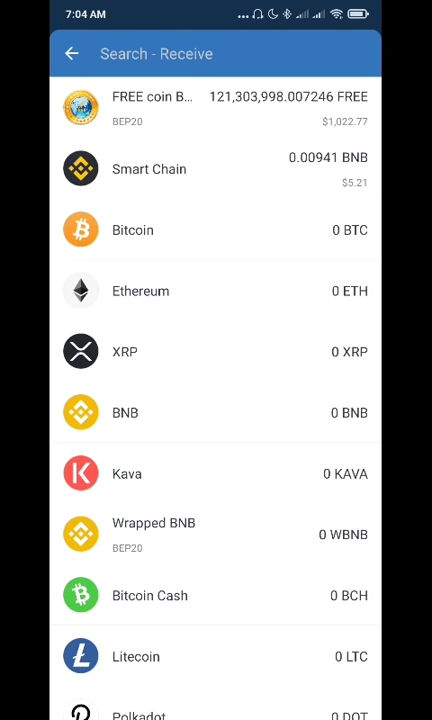 7:04 AM
Search - Receive
FREE coin B... 121,303,998.007246 FREE
BEP20 $1,022.77
Smart Chain 0.00941 BNB
$5.21
Bitcoin 0 BTC
Ethereum 0 ETH
XRP 0 XRP
BNB 0 BNB
Kava 0 KAVA
Wrapped BNB 0 WBNB
BEP20
Bitcoin Cash 0 BCH
Litecoin 0 LTC
Polkadot 0 DOT